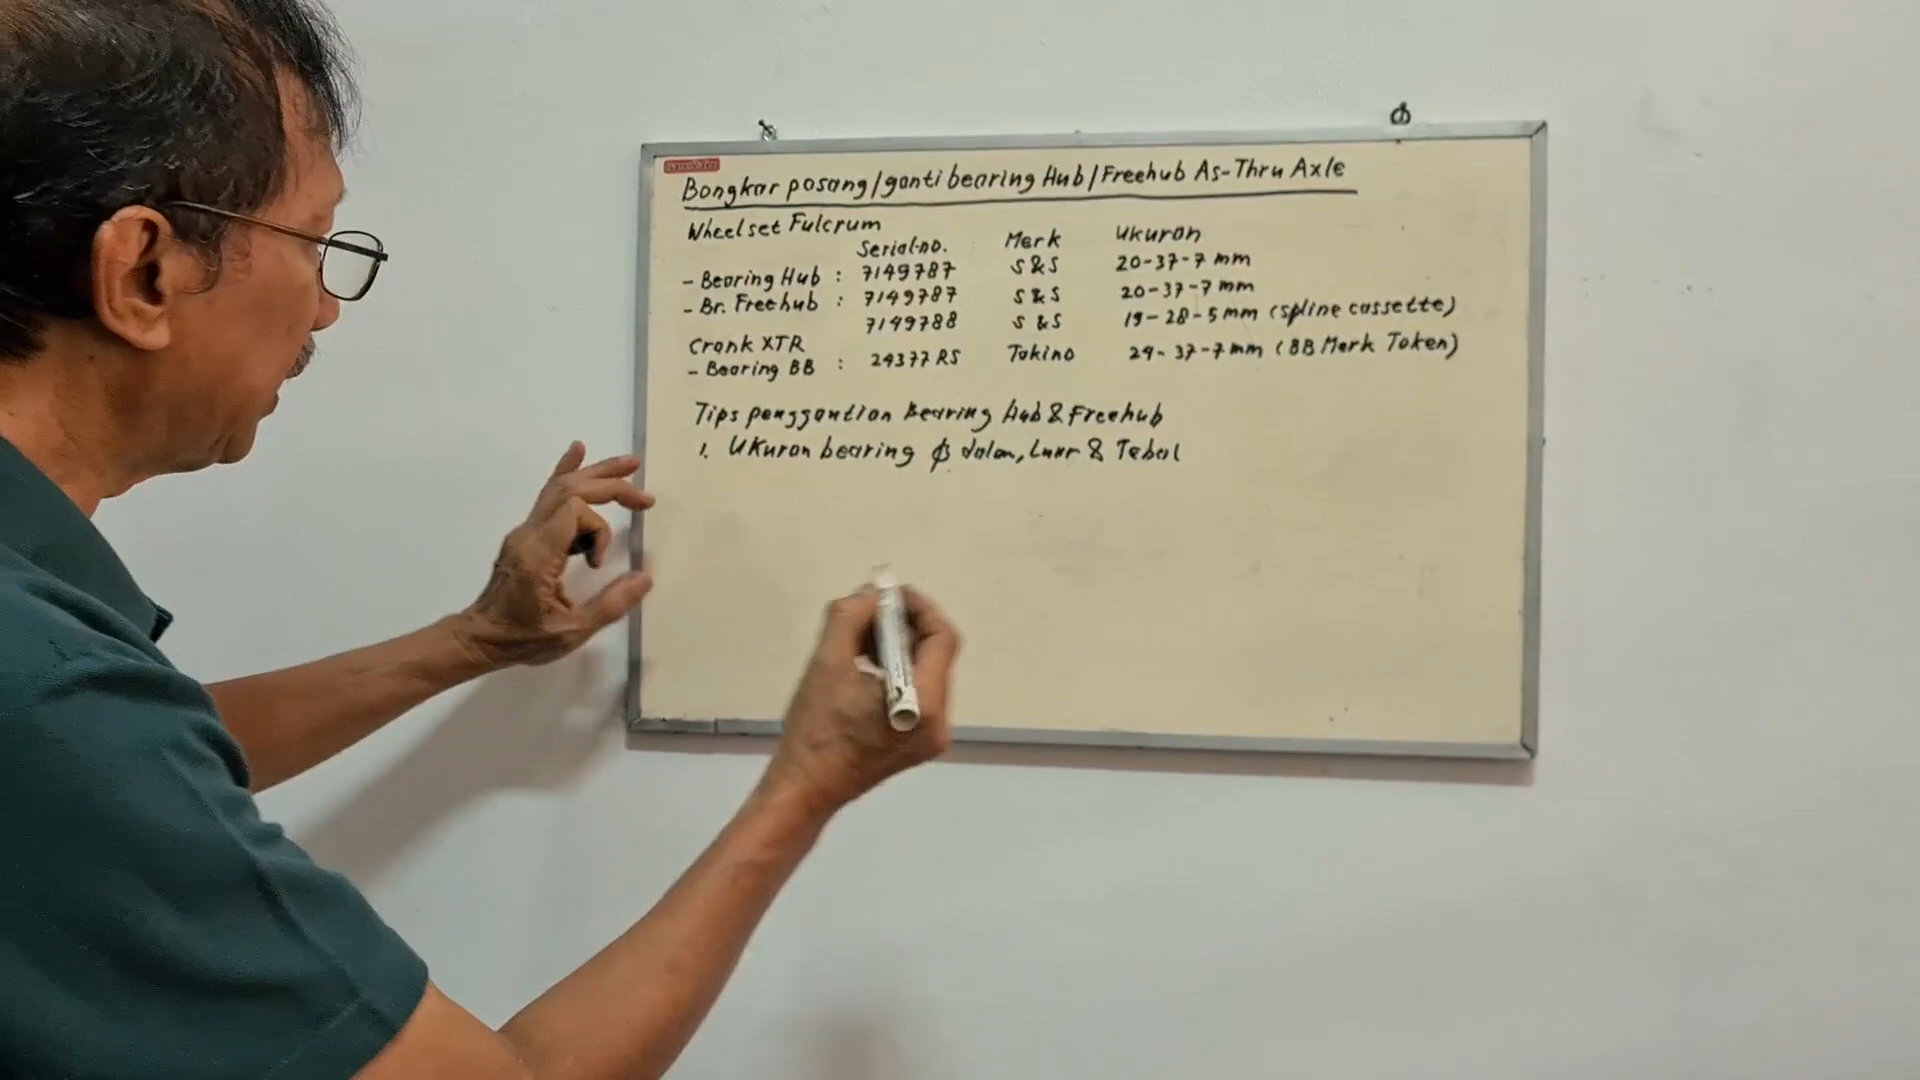 Bongkar pasang/ganti bearing Hub/Freehub As-Thru Axle
Wheelset Fulcrum
Serial-no. Merk Ukuran
- Bearing Hub : 7149787 S&S 20-37-7 mm
- Br. Freehub : 7149787 S&S 20-37-7 mm
7149788 S&S 19-28-5 mm (spline cassette)
Crank XTR
- Bearing BB : 24377 RS Tokino 24-37-7 mm (BB Merk Token)
Tips penggantian Bearing Hub & Freehub
1. Ukuran bearing ϕ dalam, Luar & Tebal